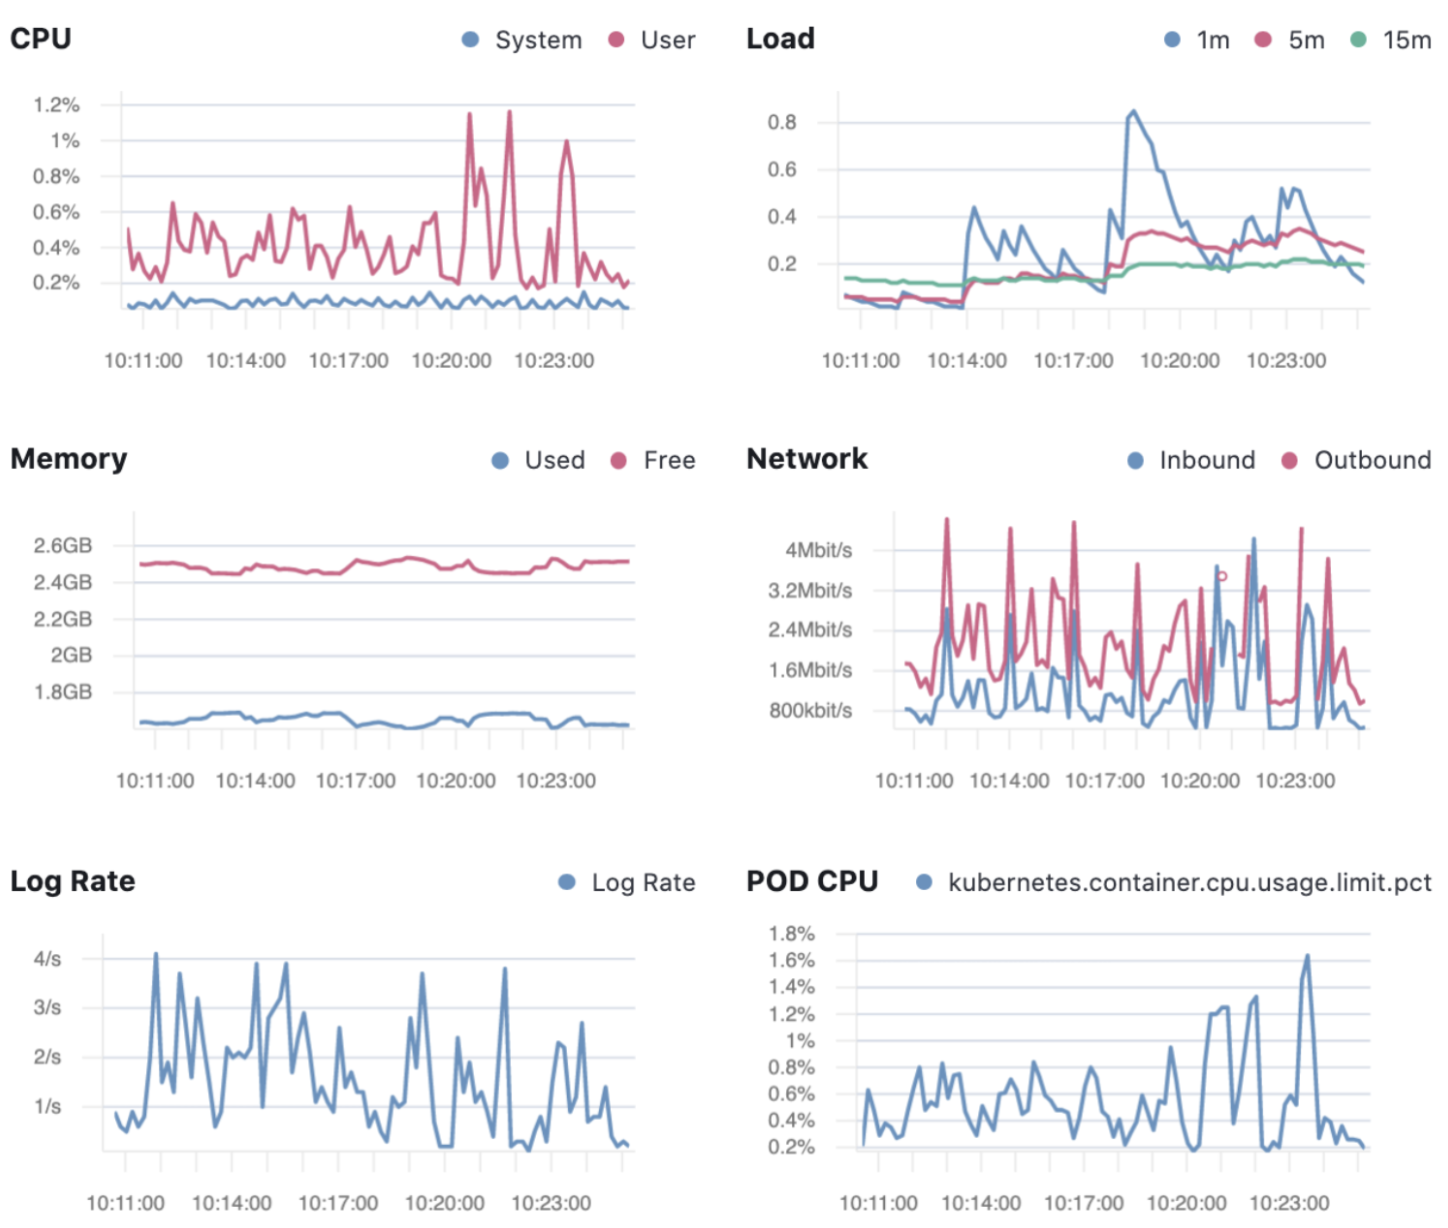 CPU System User
1.2%
1%
0.8%
0.6%
0.4%
0.2%
10:11:00 10:14:00 10:17:00 10:20:00 10:23:00
Load 1m 5m 15m
0.8
0.6
0.4
0.2
10:11:00 10:14:00 10:17:00 10:20:00 10:23:00
Memory Used Free
2.6GB
2.4GB
2.2GB
2GB
1.8GB
10:11:00 10:14:00 10:17:00 10:20:00 10:23:00
Network Inbound Outbound
4Mbit/s
3.2Mbit/s
2.4Mbit/s
1.6Mbit/s
800kbit/s
10:11:00 10:14:00 10:17:00 10:20:00 10:23:00
Log Rate Log Rate
4/s
3/s
2/s
1/s
10:11:00 10:14:00 10:17:00 10:20:00 10:23:00
POD CPU kubernetes.container.cpu.usage.limit.pct
1.8%
1.6%
1.4%
1.2%
1%
0.8%
0.6%
0.4%
0.2%
10:11:00 10:14:00 10:17:00 10:20:00 10:23:00